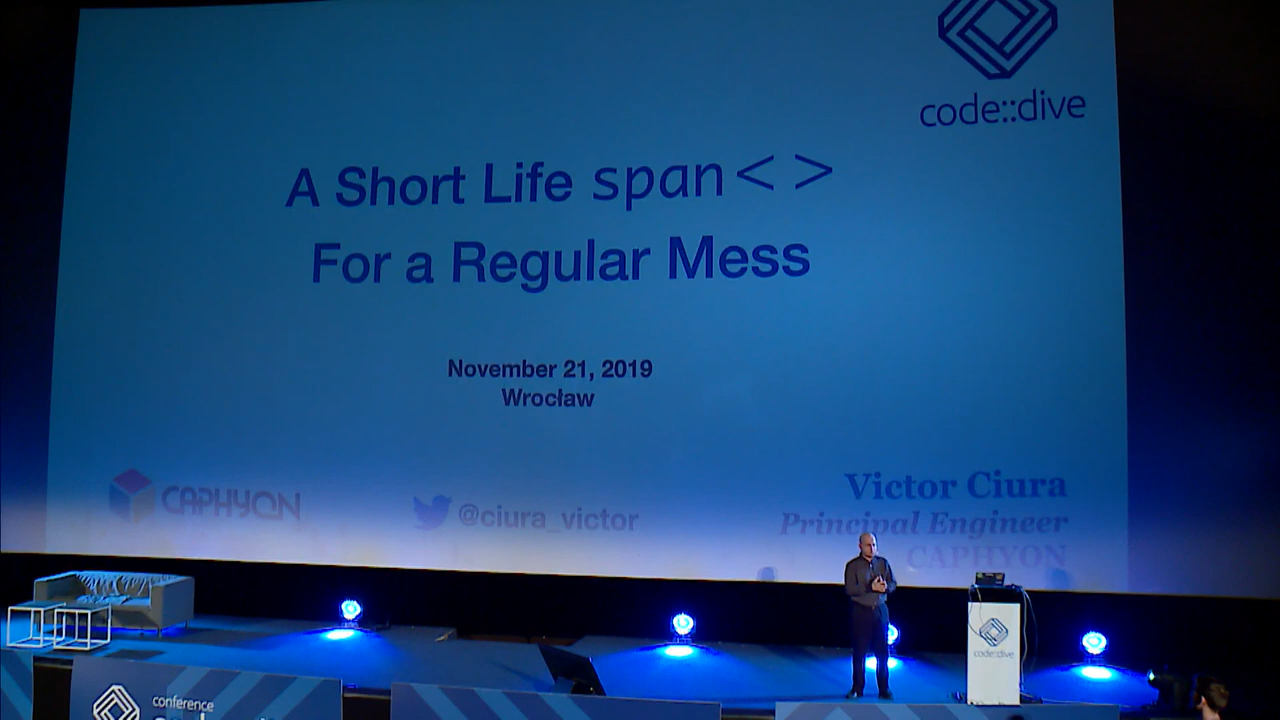 code::dive
A Short Life span < >
For a Regular Mess
November 21, 2019
Wrocław
CAPHYON
@ciura_victor
Victor Ciura
Principal Engineer
CAPHYON
code::dive
conference